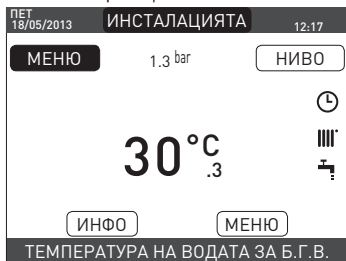 ПЕТ
18/05/2013 ИНСТАЛАЦИЯТА 12:17
МЕНЮ 1.3 bar НИВО
30°C
.3
ИНФО МЕНЮ
ТЕМПЕРАТУРА НА ВОДАТА ЗА Б.Г.В.